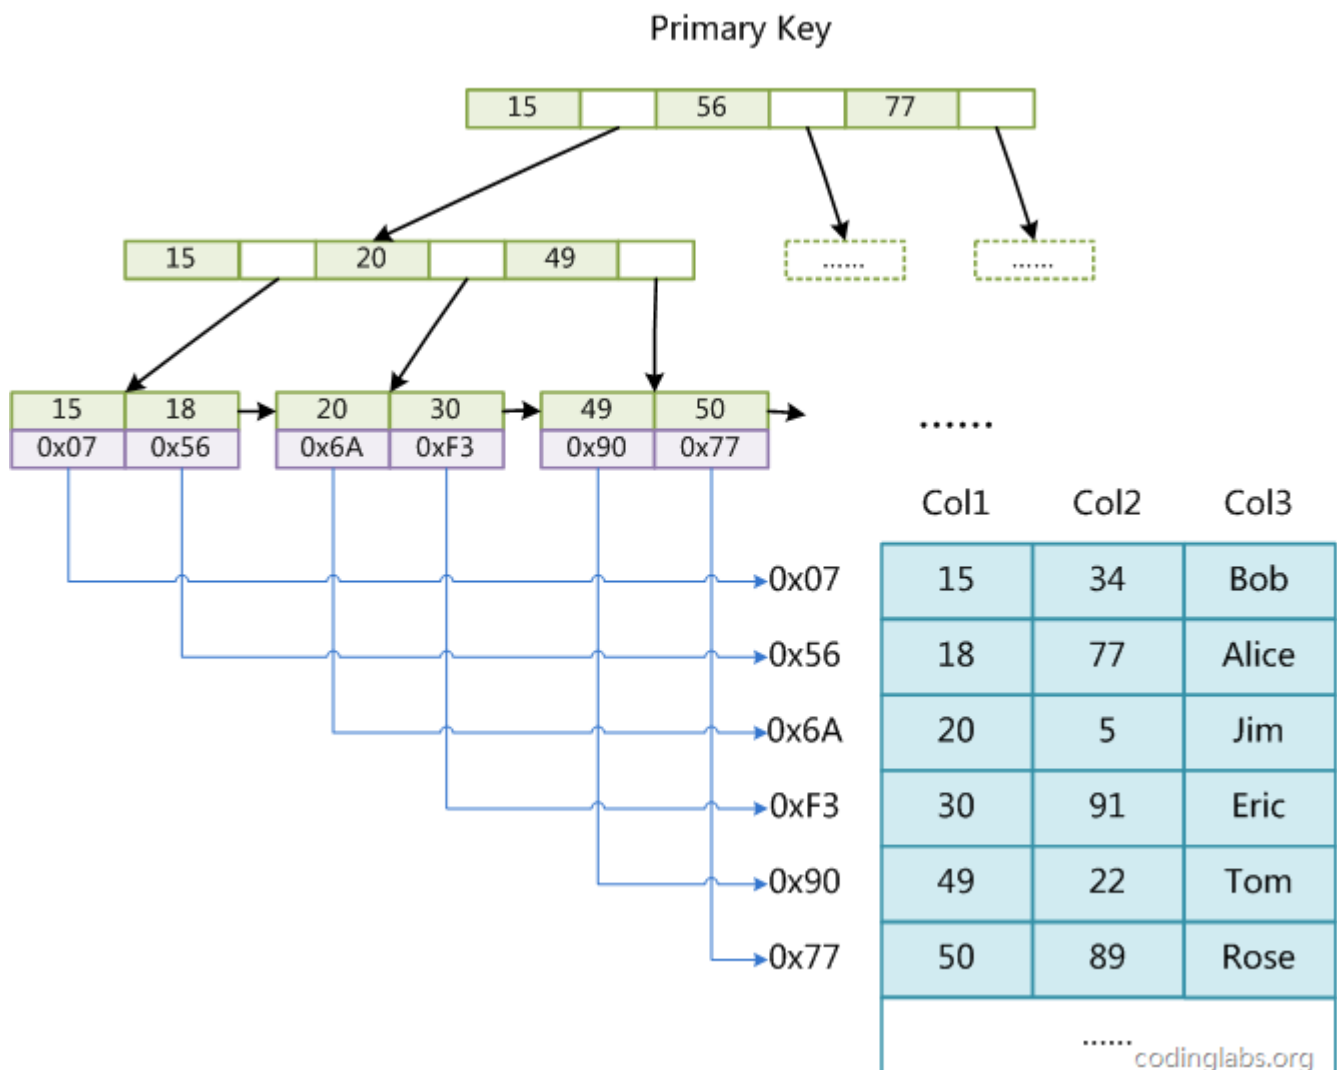 Primary Key
15 56 77
15 20 49
...... ......
15 18 20 30 49 50
0x07 0x56 0x6A 0xF3 0x90 0x77
......
Col1 Col2 Col3
0x07 15 34 Bob
0x56 18 77 Alice
0x6A 20 5 Jim
0xF3 30 91 Eric
0x90 49 22 Tom
0x77 50 89 Rose
......
codinglabs.org